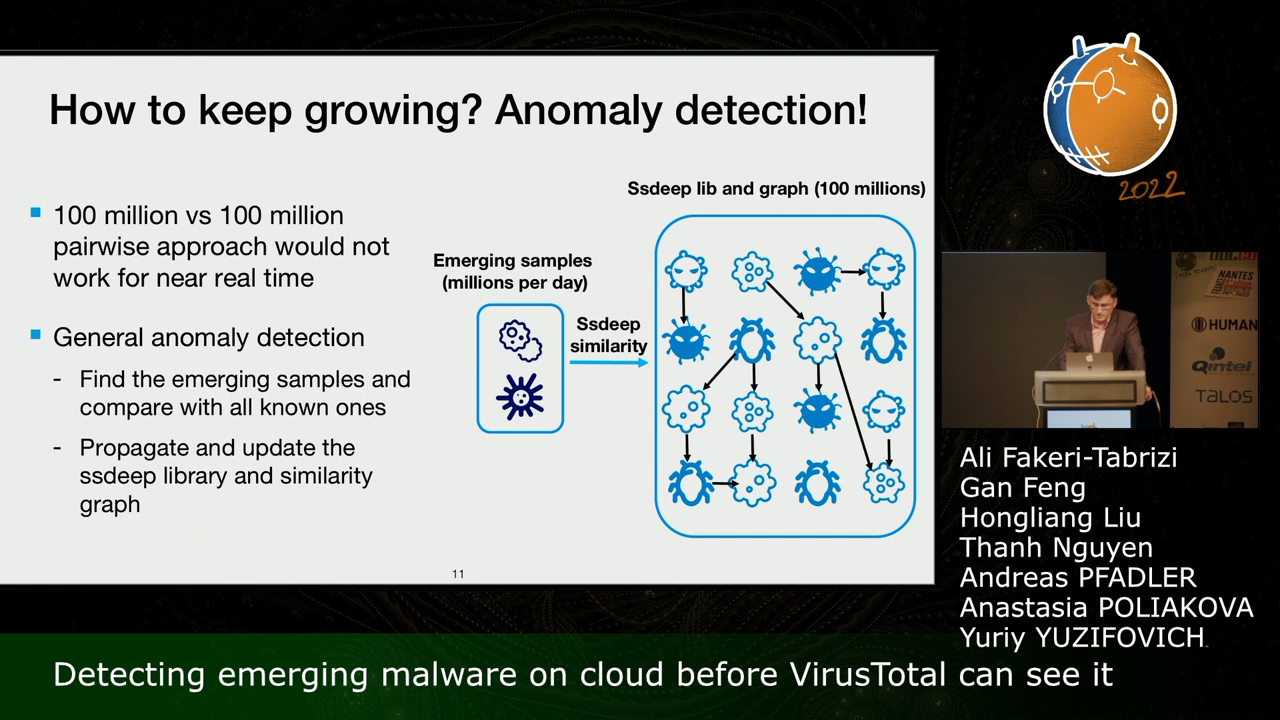 How to keep growing? Anomaly detection!
100 million vs 100 million
pairwise approach would not
work for near real time
General anomaly detection
- Find the emerging samples and
compare with all known ones
- Propagate and update the
ssdeep library and similarity
graph
Emerging samples
(millions per day)
Ssdeep
similarity
Ssdeep lib and graph (100 millions)
11
2022
NANTES
HUMAN
Qintel
TALOS
Ali Fakeri-Tabrizi
Gan Feng
Hongliang Liu
Thanh Nguyen
Andreas PFADLER
Anastasia POLIAKOVA
Yuriy YUZIFOVICH
Detecting emerging malware on cloud before VirusTotal can see it